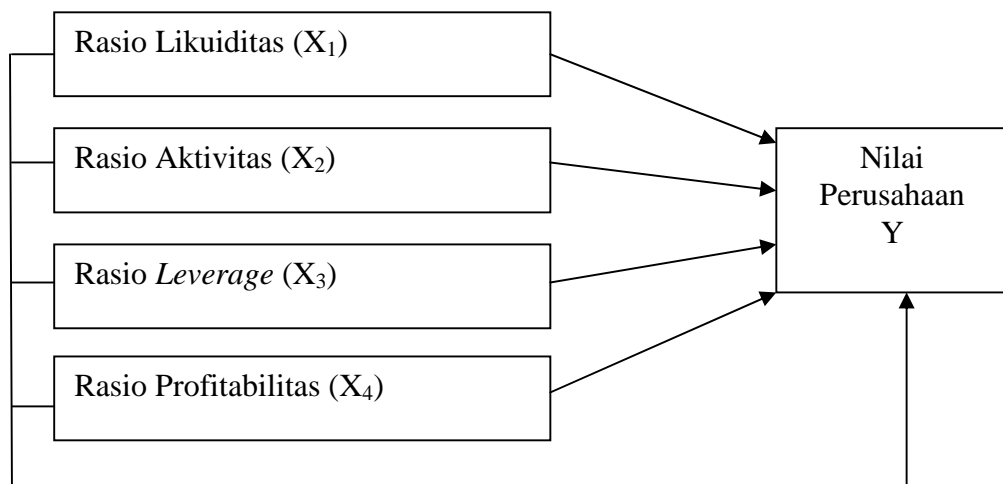 Rasio Likuiditas (X₁)
Rasio Aktivitas (X₂)
Rasio Leverage (X₃)
Rasio Profitabilitas (X₄)
Nilai
Perusahaan
Y